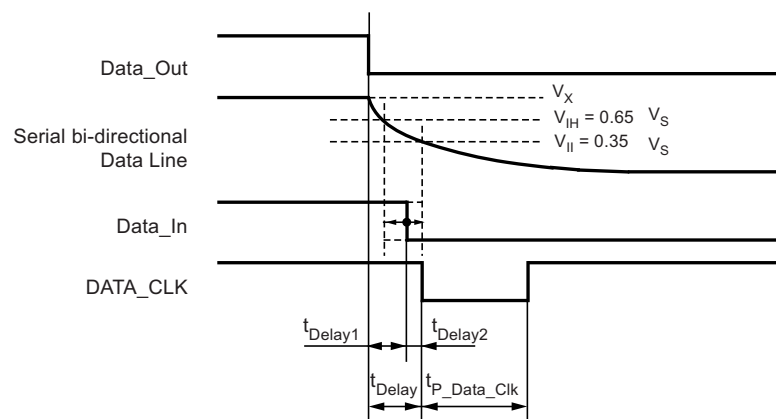 Data_Out
V_X
V_IH = 0.65 V_S
Serial bi-directional
Data Line
V_Il = 0.35 V_S
Data_In
DATA_CLK
t_Delay1 t_Delay2
t_Delay t_P_Data_Clk